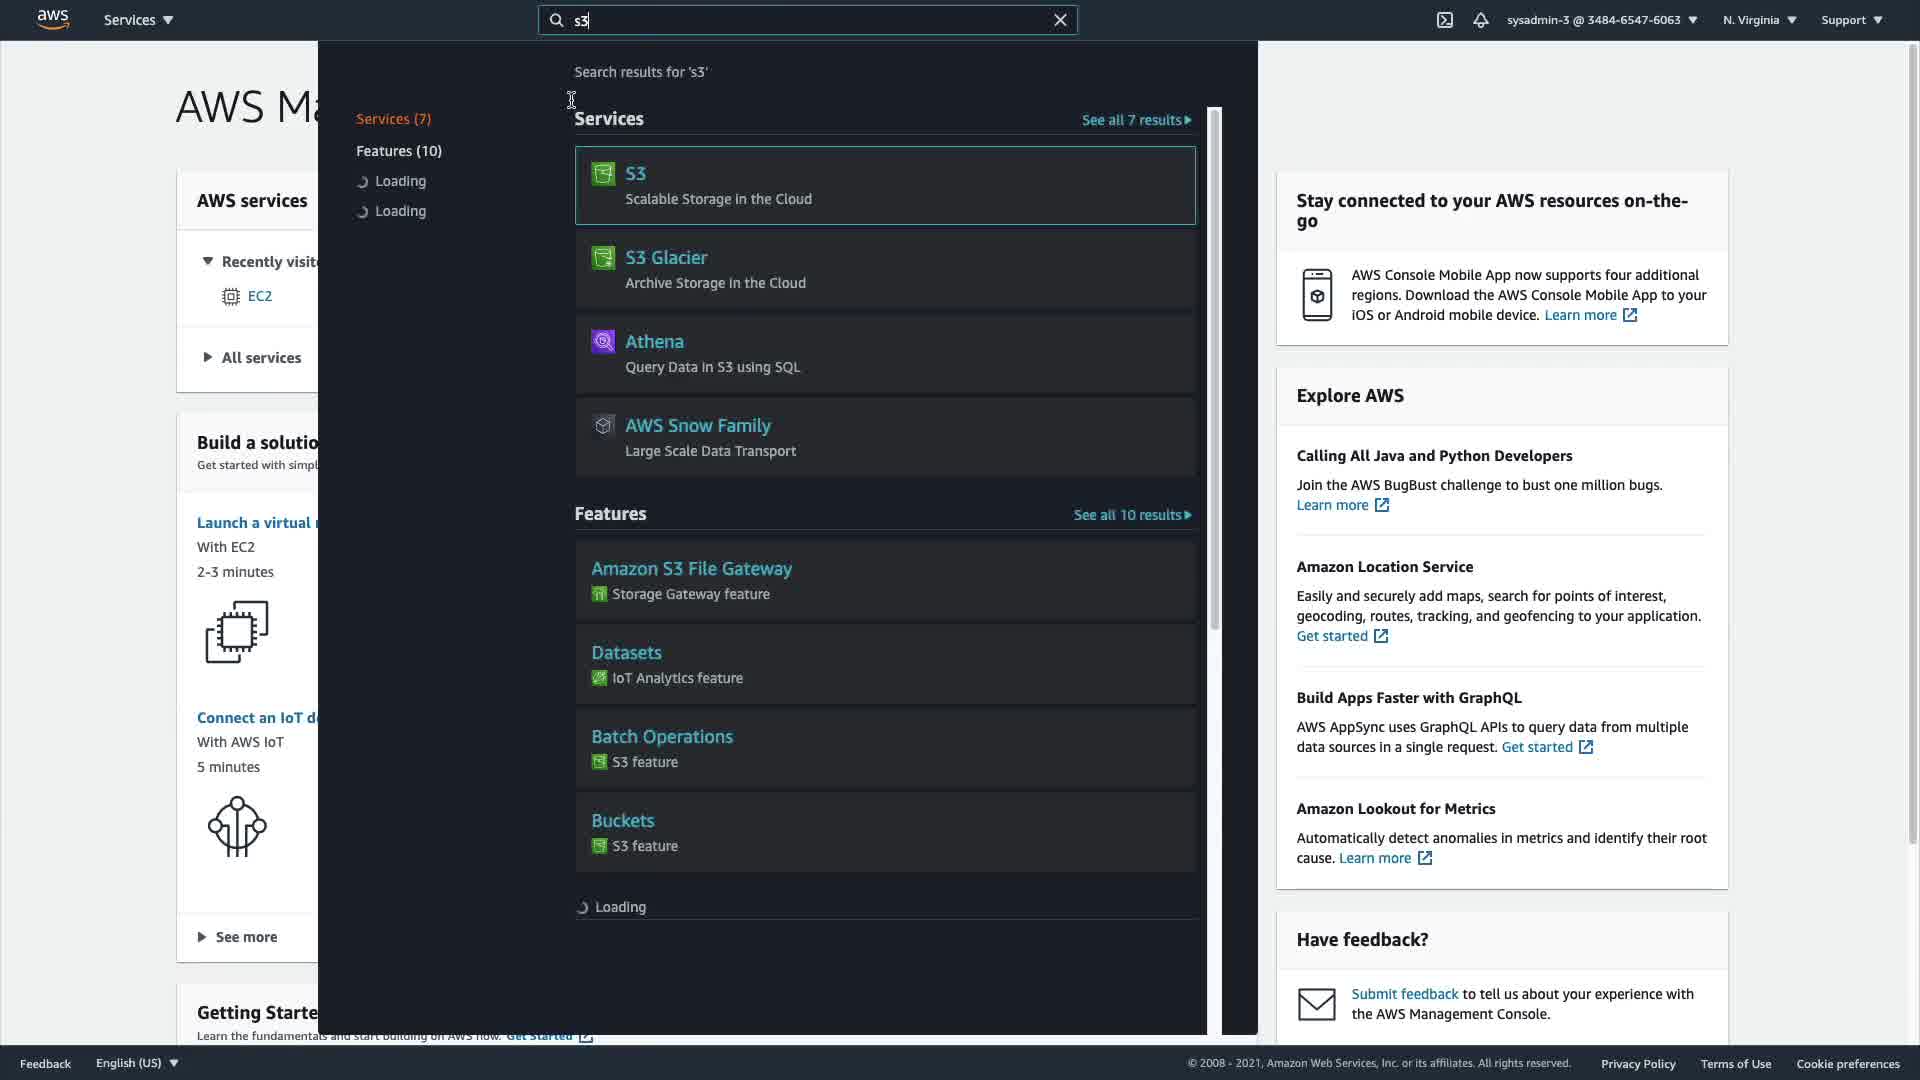 aws
Services
s3
sysadmin-3 @ 3484-6547-6063
N. Virginia
Support
Search results for 's3'
Services (7)
Features (10)
Loading
Loading
Services
See all 7 results
S3
Scalable Storage in the Cloud
S3 Glacier
Archive Storage in the Cloud
Athena
Query Data in S3 using SQL
AWS Snow Family
Large Scale Data Transport
Features
See all 10 results
Amazon S3 File Gateway
Storage Gateway feature
Datasets
IoT Analytics feature
Batch Operations
S3 feature
Buckets
S3 feature
Loading
AWS
AWS services
Recently
EC2
All services
Build a
Get started with
Launch a virtual
With EC2
2-3 minutes
Connect an IoT
With AWS IoT
5 minutes
See more
Getting
Learn the fundamentals and start building on AWS now. Get Started
Stay connected to your AWS resources on-the-
go
AWS Console Mobile App now supports four additional
regions. Download the AWS Console Mobile App to your
iOS or Android mobile device. Learn more
Explore AWS
Calling All Java and Python Developers
Join the AWS BugBust challenge to bust one million bugs.
Learn more
Amazon Location Service
Easily and securely add maps, search for points of interest,
geocoding, routes, tracking, and geofencing to your application.
Get started
Build Apps Faster with GraphQL
AWS AppSync uses GraphQL APIs to query data from multiple
data sources in a single request. Get started
Amazon Lookout for Metrics
Automatically detect anomalies in metrics and identify their root
cause. Learn more
Have feedback?
Submit feedback to tell us about your experience with
the AWS Management Console.
Feedback
English (US)
© 2008 - 2021, Amazon Web Services, Inc. or its affiliates. All rights reserved.
Privacy Policy
Terms of Use
Cookie preferences